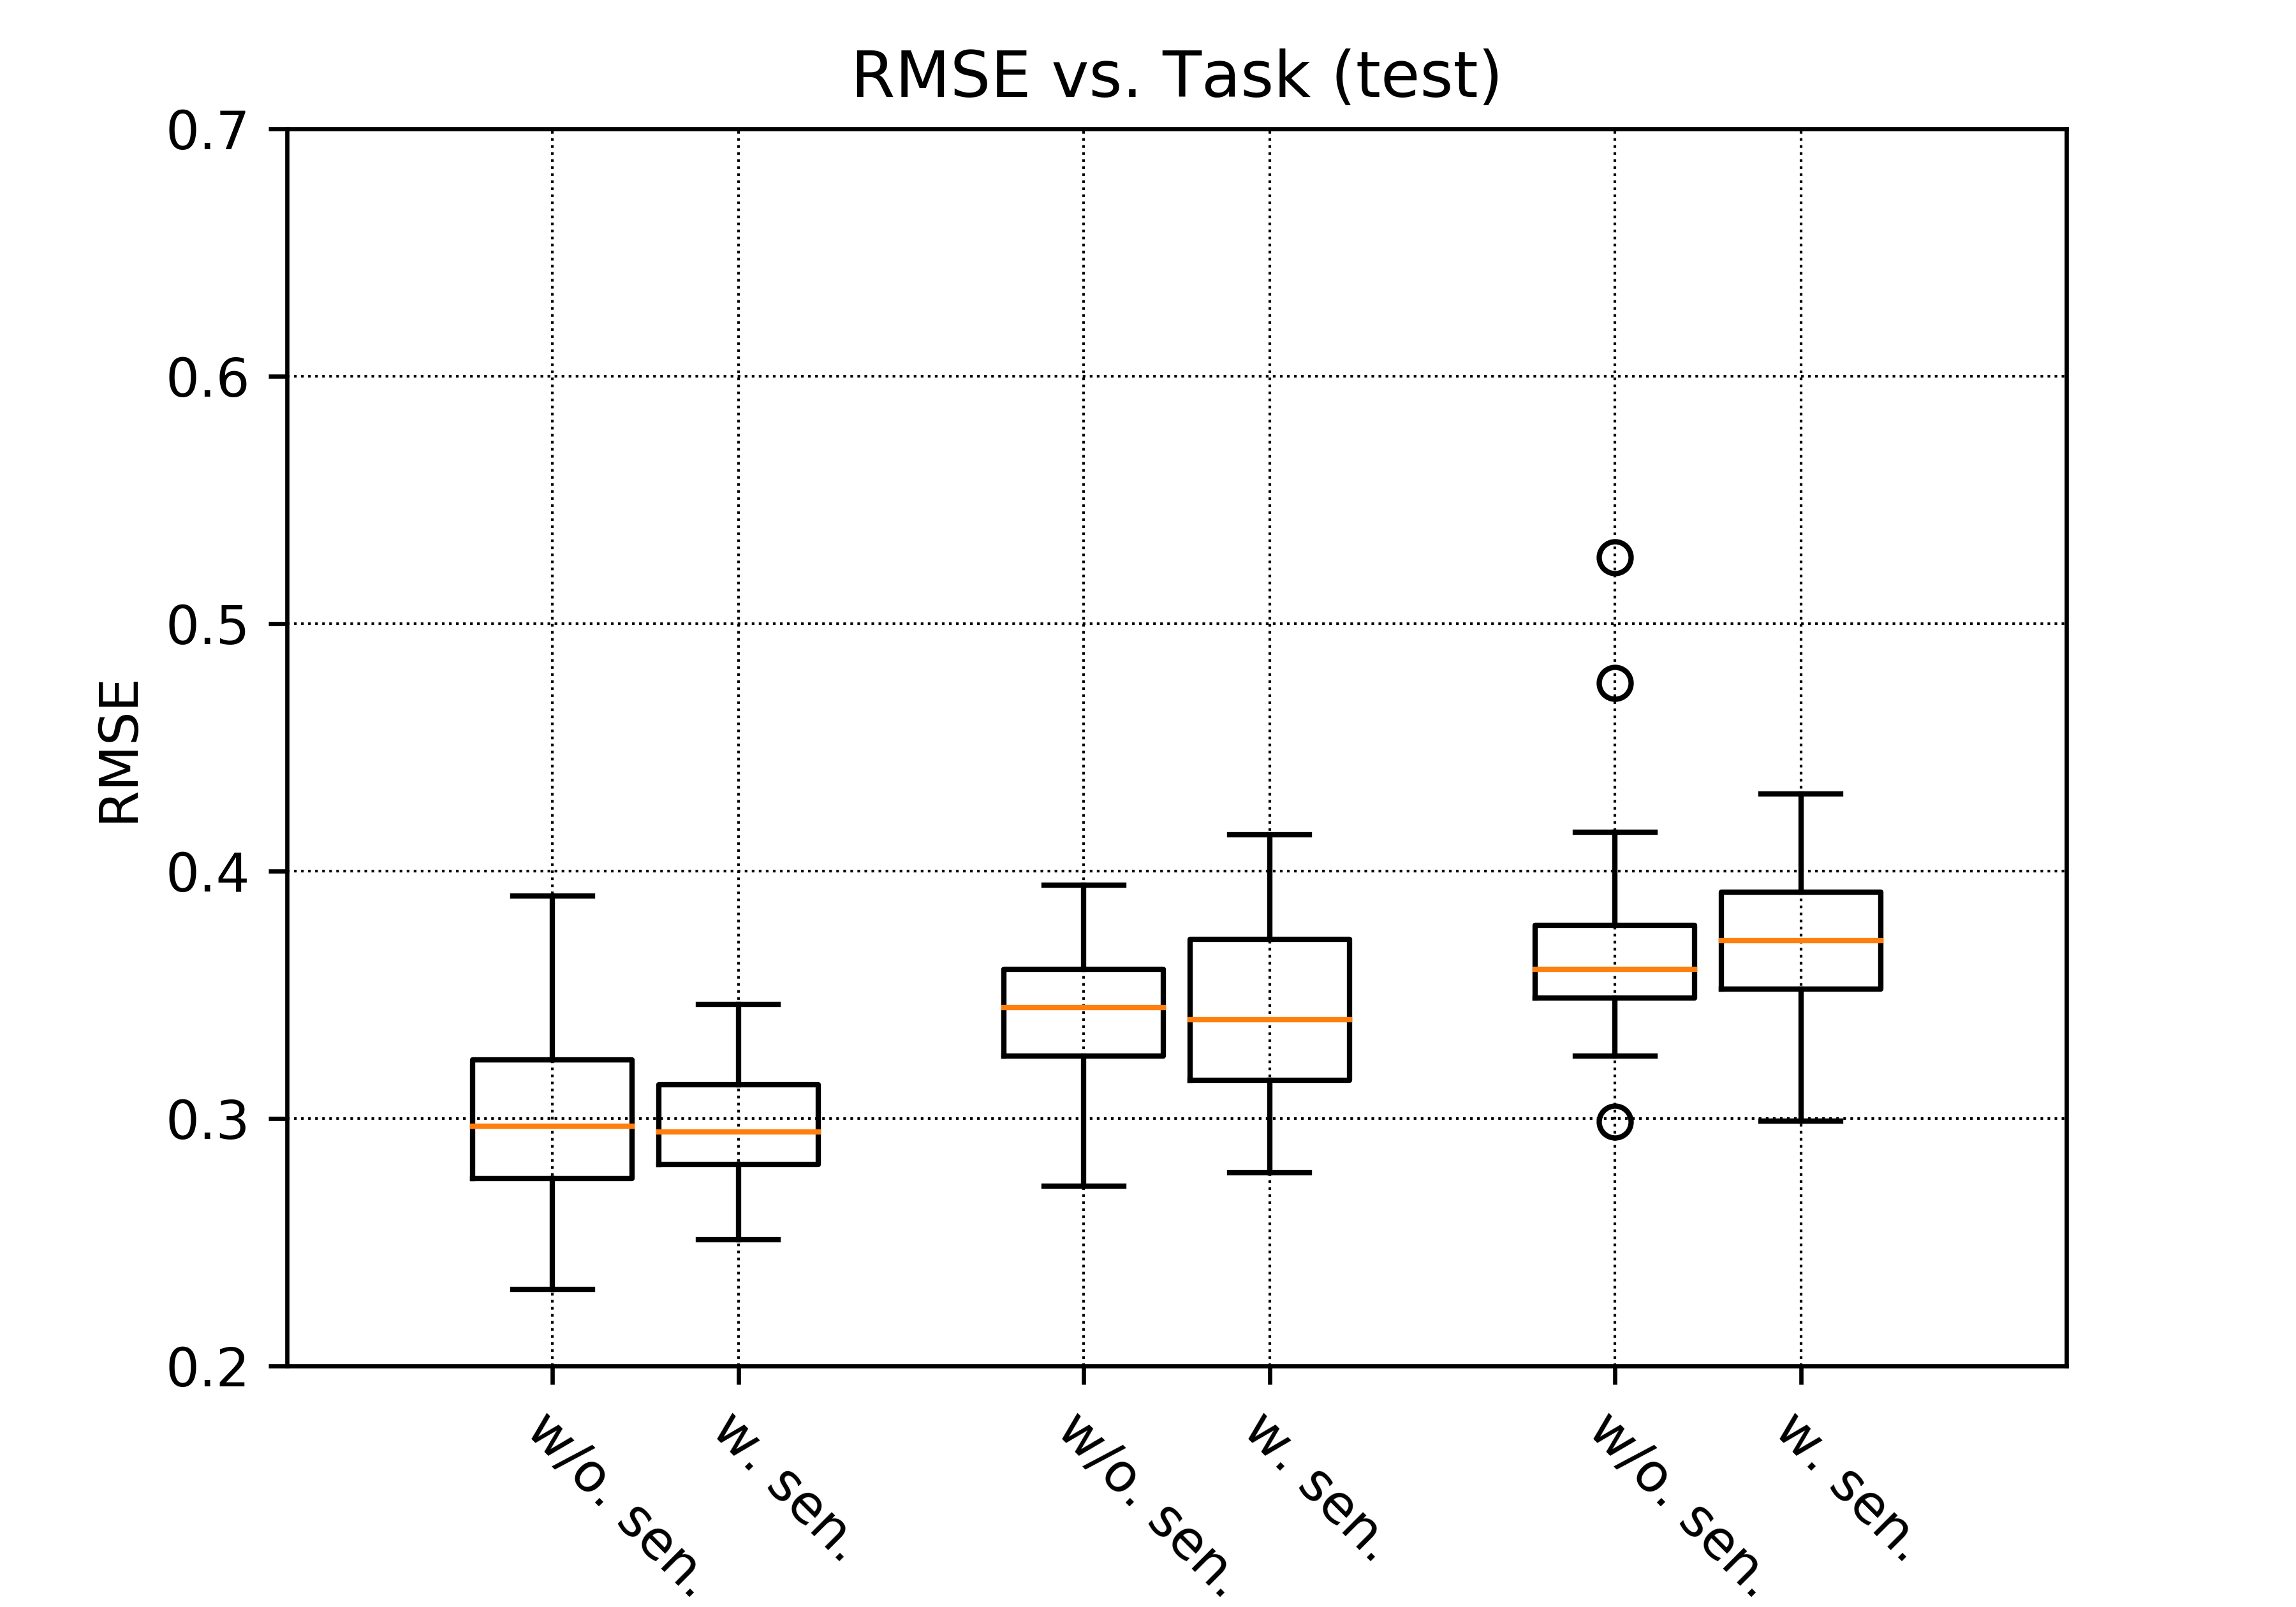 RMSE vs. Task (test)
RMSE
0.7
0.6
0.5
0.4
0.3
0.2
w/o. sen.
w. sen.
w/o. sen.
w. sen.
w/o. sen.
w. sen.